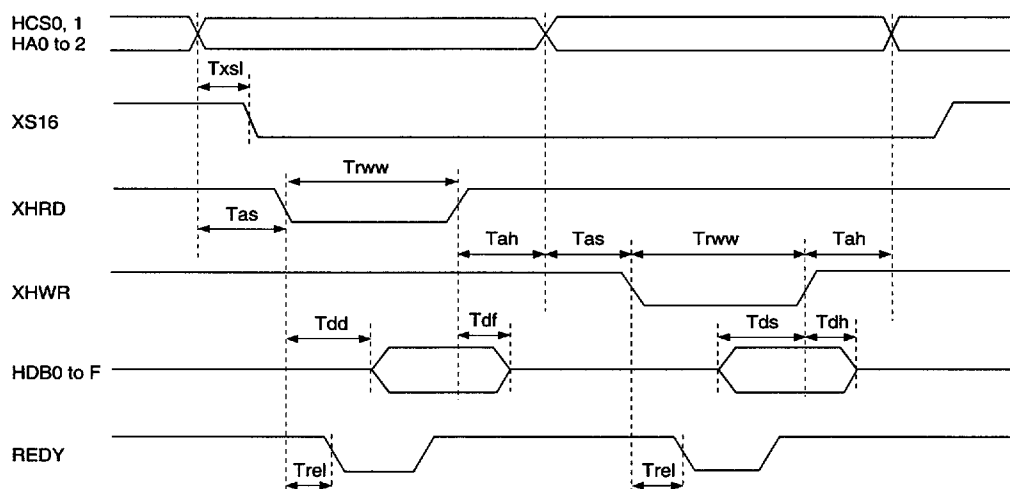 HCS0, 1
HA0 to 2
Txsl
XS16
Trww
XHRD
Tas
Tah
Tas
Trww
Tah
XHWR
Tdd
Tdf
Tds
Tdh
HDB0 to F
REDY
Trel
Trel